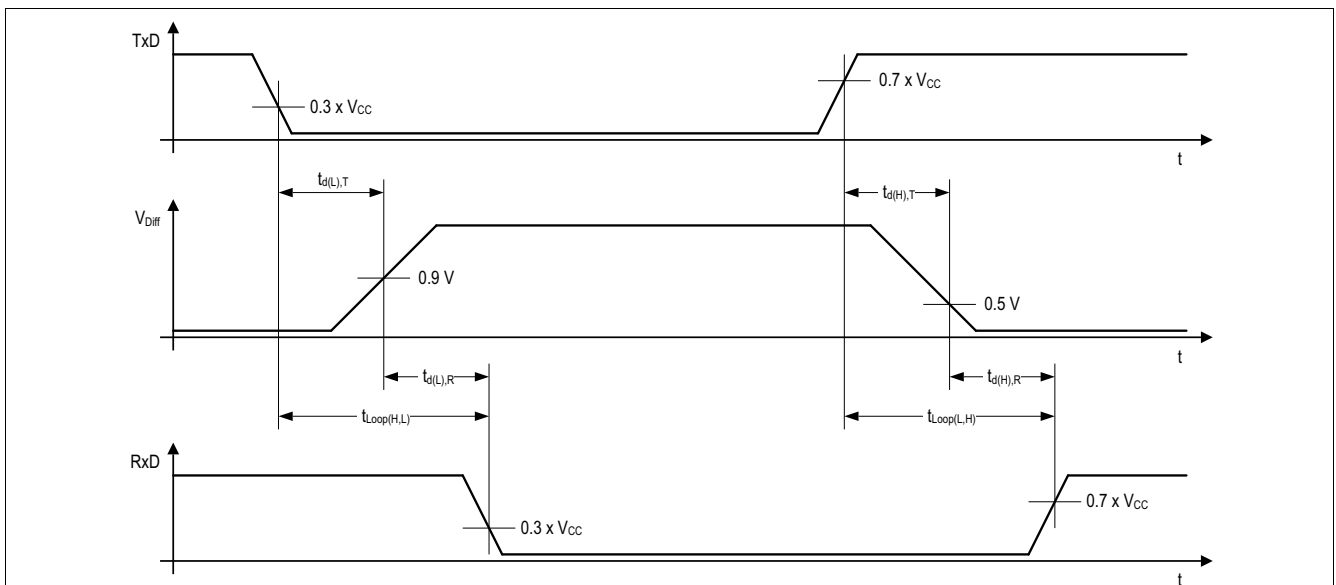 TxD
0.3 x VCC
0.7 x VCC
t
td(L),T
td(H),T
VDiff
0.9 V
0.5 V
t
td(L),R
td(H),R
tLoop(H,L)
tLoop(L,H)
RxD
0.3 x VCC
0.7 x VCC
t